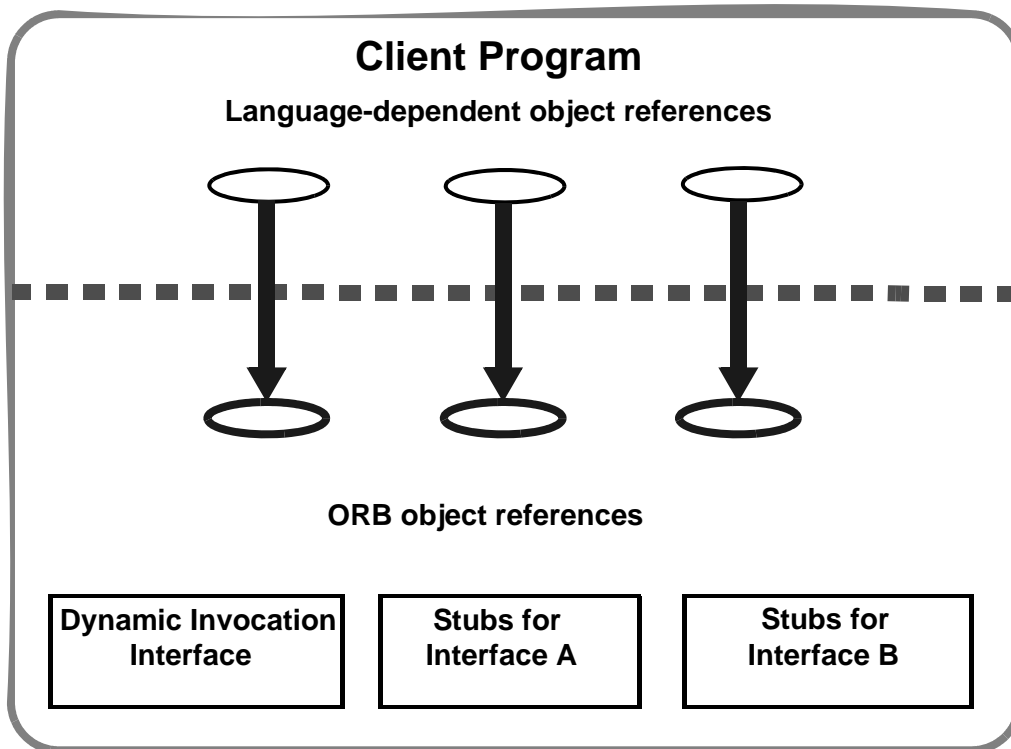 Client Program
Language-dependent object references
ORB object references
Dynamic Invocation
Interface
Stubs for
Interface A
Stubs for
Interface B